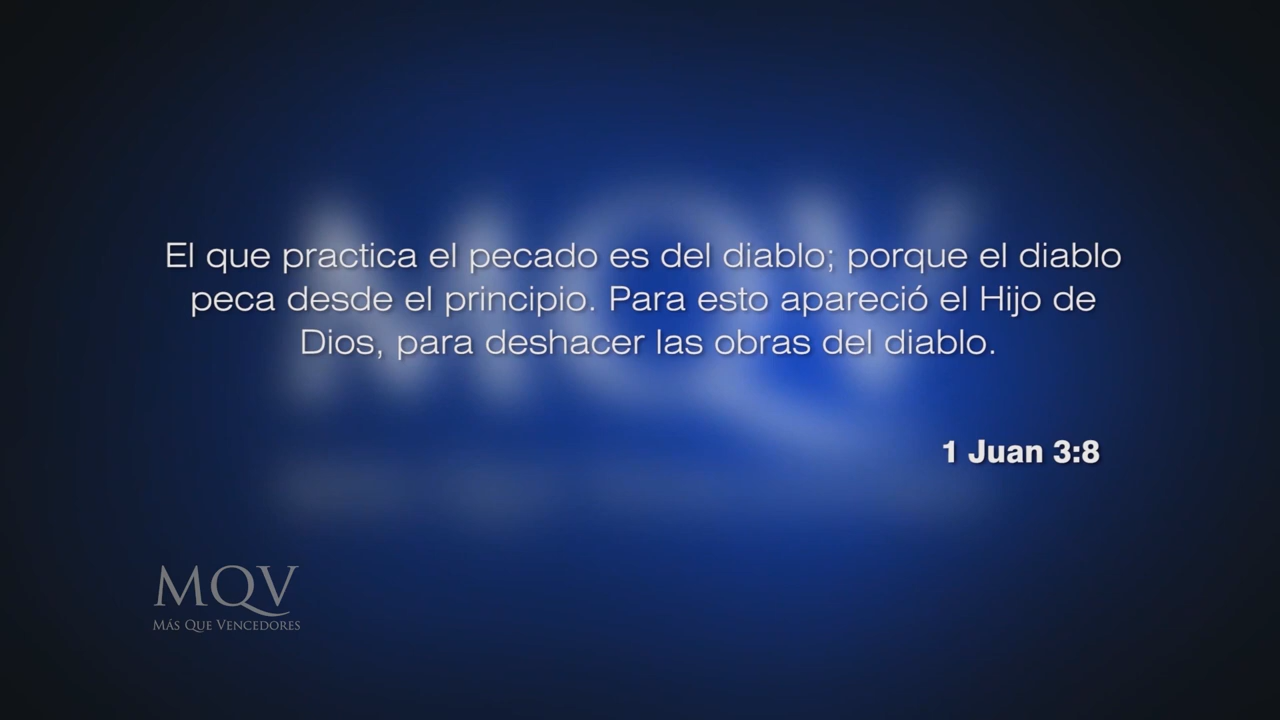 El que practica el pecado es del diablo; porque el diablo
peca desde el principio. Para esto apareció el Hijo de
Dios, para deshacer las obras del diablo.
1 Juan 3:8
MQV
MÁS QUE VENCEDORES